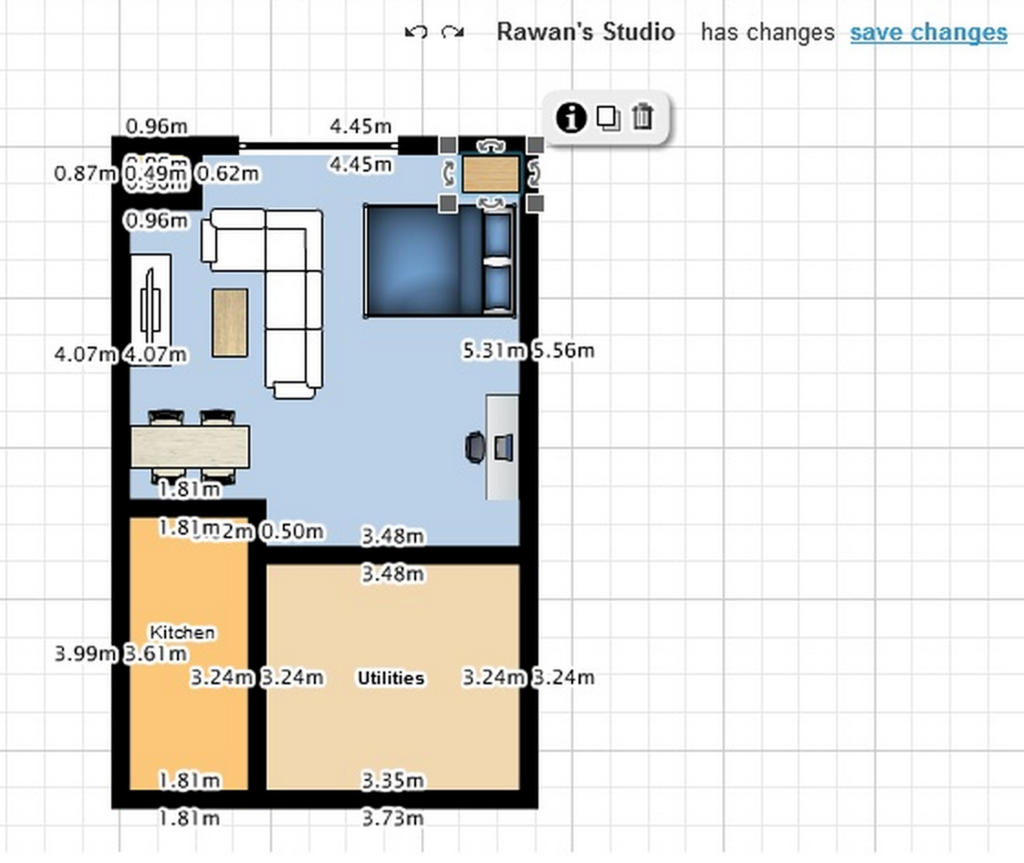 Rawan's Studio has changes save changes
0.96m 4.45m
4.45m
0.87m 0.49m 0.62m
0.96m
5.31m 5.56m
4.07m 4.07m
1.81m
1.81m 0.50m
3.48m
3.48m
Kitchen
3.99m 3.61m
3.24m 3.24m Utilities 3.24m 3.24m
1.81m 3.35m
1.81m 3.73m